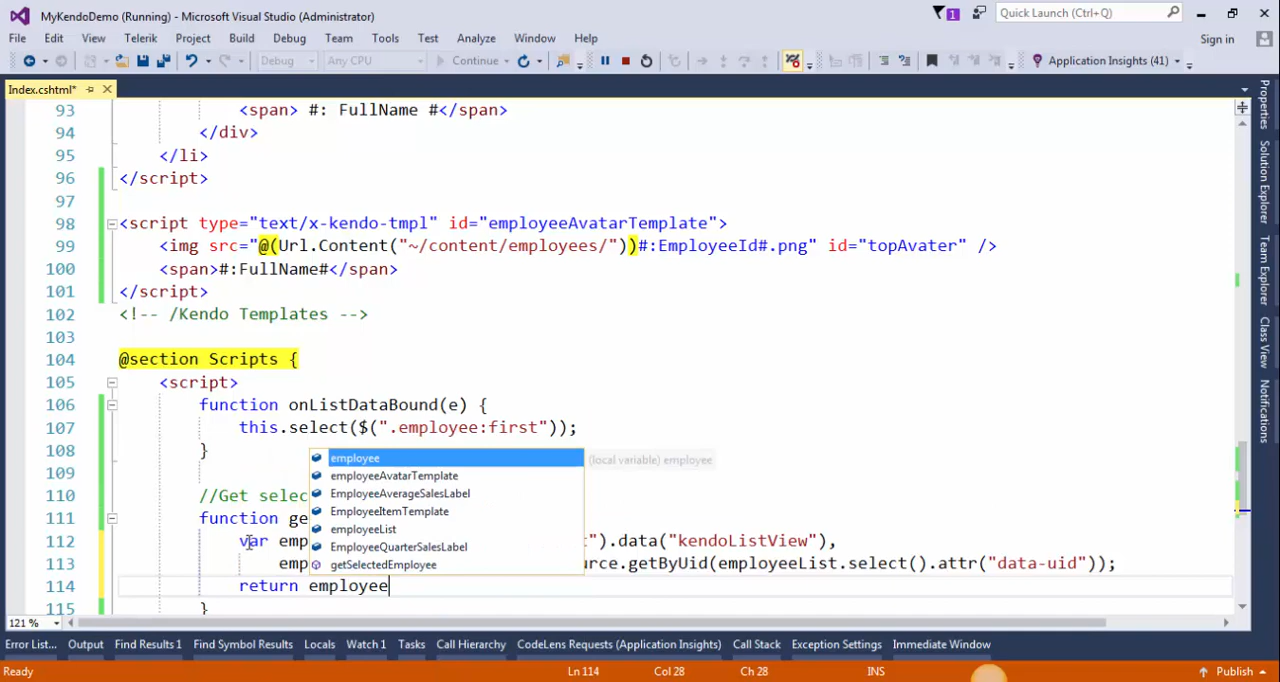 MyKendoDemo (Running) - Microsoft Visual Studio (Administrator)
1
Quick Launch (Ctrl+Q)
File Edit View Telerik Project Build Debug Team Tools Test Analyze Window Help
Sign in
Debug Any CPU Continue Application Insights (41)
Index.cshtml*
93 <span> #: FullName #</span>
94 </div>
95 </li>
96 </script>
97
98 <script type="text/x-kendo-tmpl" id="employeeAvatarTemplate">
99 <img src="@(Url.Content("~/content/employees/"))#:EmployeeId#.png" id="topAvater" />
100 <span>#:FullName#</span>
101 </script>
102 <!-- /Kendo Templates -->
103
104 @section Scripts {
105 <script>
106 function onListDataBound(e) {
107 this.select($(".employee:first"));
108 }
109
110 //Get selec
111 function ge
112 var emp t").data("kendoListView"),
113 emp urce.getByUid(employeeList.select().attr("data-uid"));
114 return employee
115 }
employee
(local variable) employee
employeeAvatarTemplate
EmployeeAverageSalesLabel
EmployeeItemTemplate
employeeList
EmployeeQuarterSalesLabel
getSelectedEmployee
Properties
Solution Explorer
Team Explorer
Class View
Notifications
121 %
Error List... Output Find Results 1 Find Symbol Results Locals Watch 1 Tasks Call Hierarchy CodeLens Requests (Application Insights) Call Stack Exception Settings Immediate Window
Ready Ln 114 Col 28 Ch 28 INS Publish